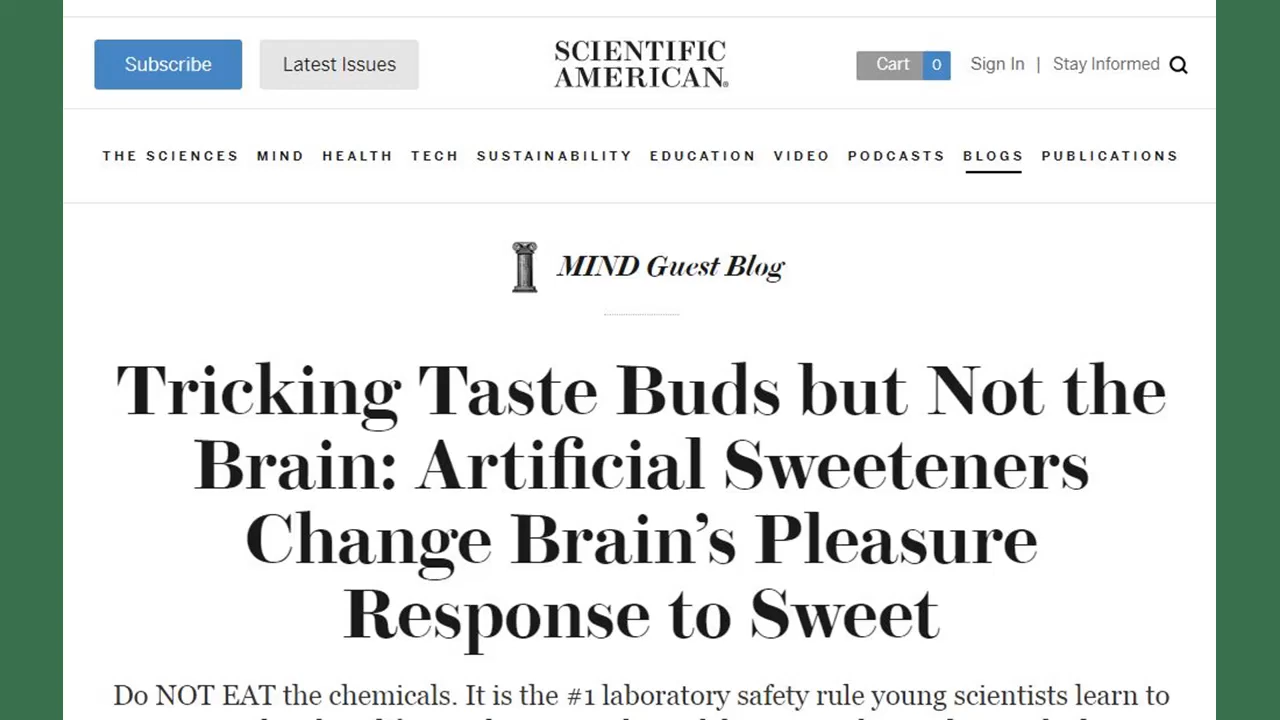 Subscribe
Latest Issues
SCIENTIFIC
AMERICAN®
Cart 0
Sign In | Stay Informed
THE SCIENCES MIND HEALTH TECH SUSTAINABILITY EDUCATION VIDEO PODCASTS BLOGS PUBLICATIONS
MIND Guest Blog
Tricking Taste Buds but Not the
Brain: Artificial Sweeteners
Change Brain’s Pleasure
Response to Sweet
Do NOT EAT the chemicals. It is the #1 laboratory safety rule young scientists learn to